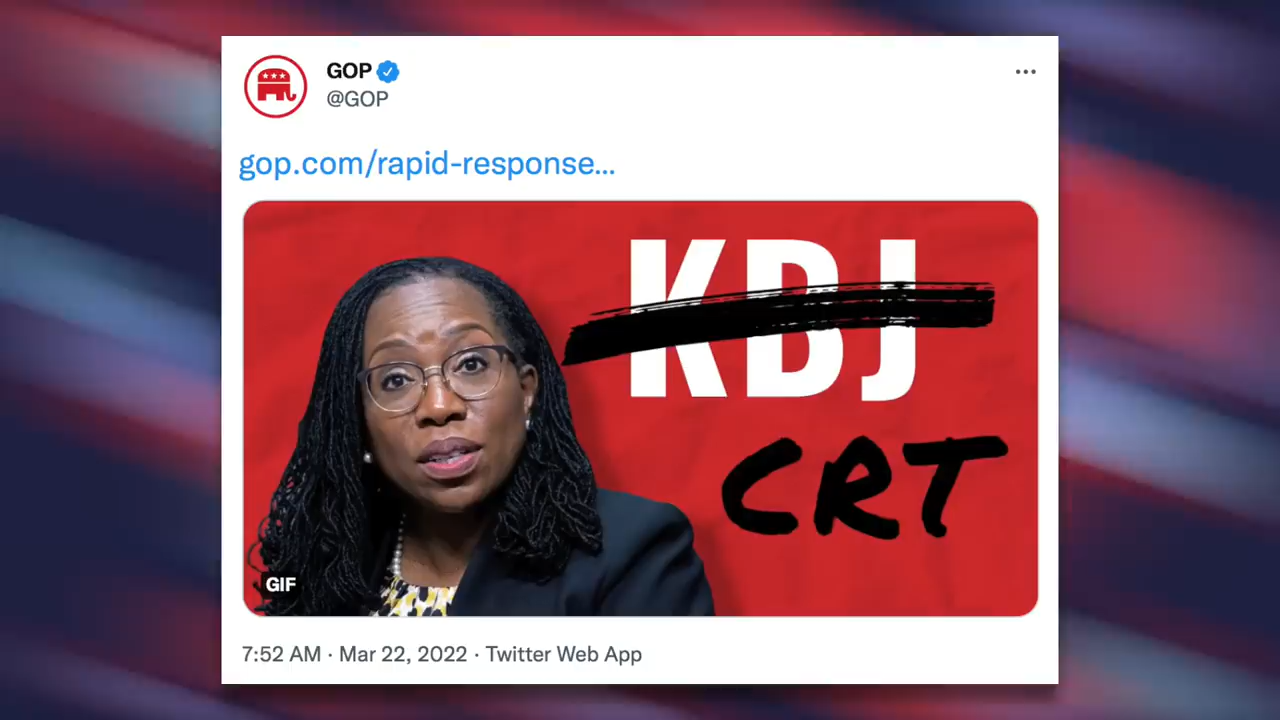 GOP
@GOP
gop.com/rapid-response...
KBJ
CRT
GIF
7:52 AM · Mar 22, 2022 · Twitter Web App